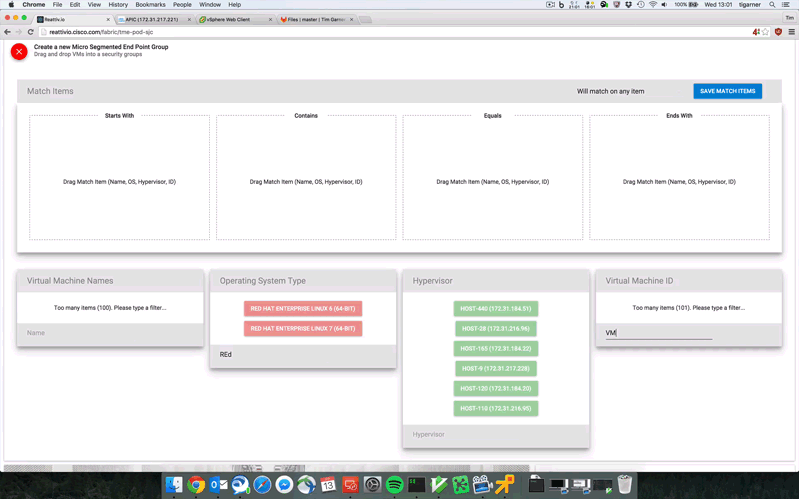 Chrome File Edit View History Bookmarks People Window Help
100% Wed 13:01 tigarner
Reattiv.io
APIC (172.31.217.221)
vSphere Web Client
Files | master | Tim Garner
Tim
reattivio.cisco.com/fabric/tme-pod-sjc
Create a new Micro Segmented End Point Group
Drag and drop VMs into a security groups
Match Items
Will match on any item
SAVE MATCH ITEMS
Starts With
Contains
Equals
Ends With
Drag Match Item (Name, OS, Hypervisor, ID)
Drag Match Item (Name, OS, Hypervisor, ID)
Drag Match Item (Name, OS, Hypervisor, ID)
Drag Match Item (Name, OS, Hypervisor, ID)
Virtual Machine Names
Too many items (100). Please type a filter...
Name
Operating System Type
RED HAT ENTERPRISE LINUX 6 (64-BIT)
RED HAT ENTERPRISE LINUX 7 (64-BIT)
REd
Hypervisor
HOST-440 (172.31.184.51)
HOST-28 (172.31.216.96)
HOST-165 (172.31.184.22)
HOST-9 (172.31.217.228)
HOST-120 (172.31.184.20)
HOST-110 (172.31.216.95)
Hypervisor
Virtual Machine ID
Too many items (101). Please type a filter...
VM